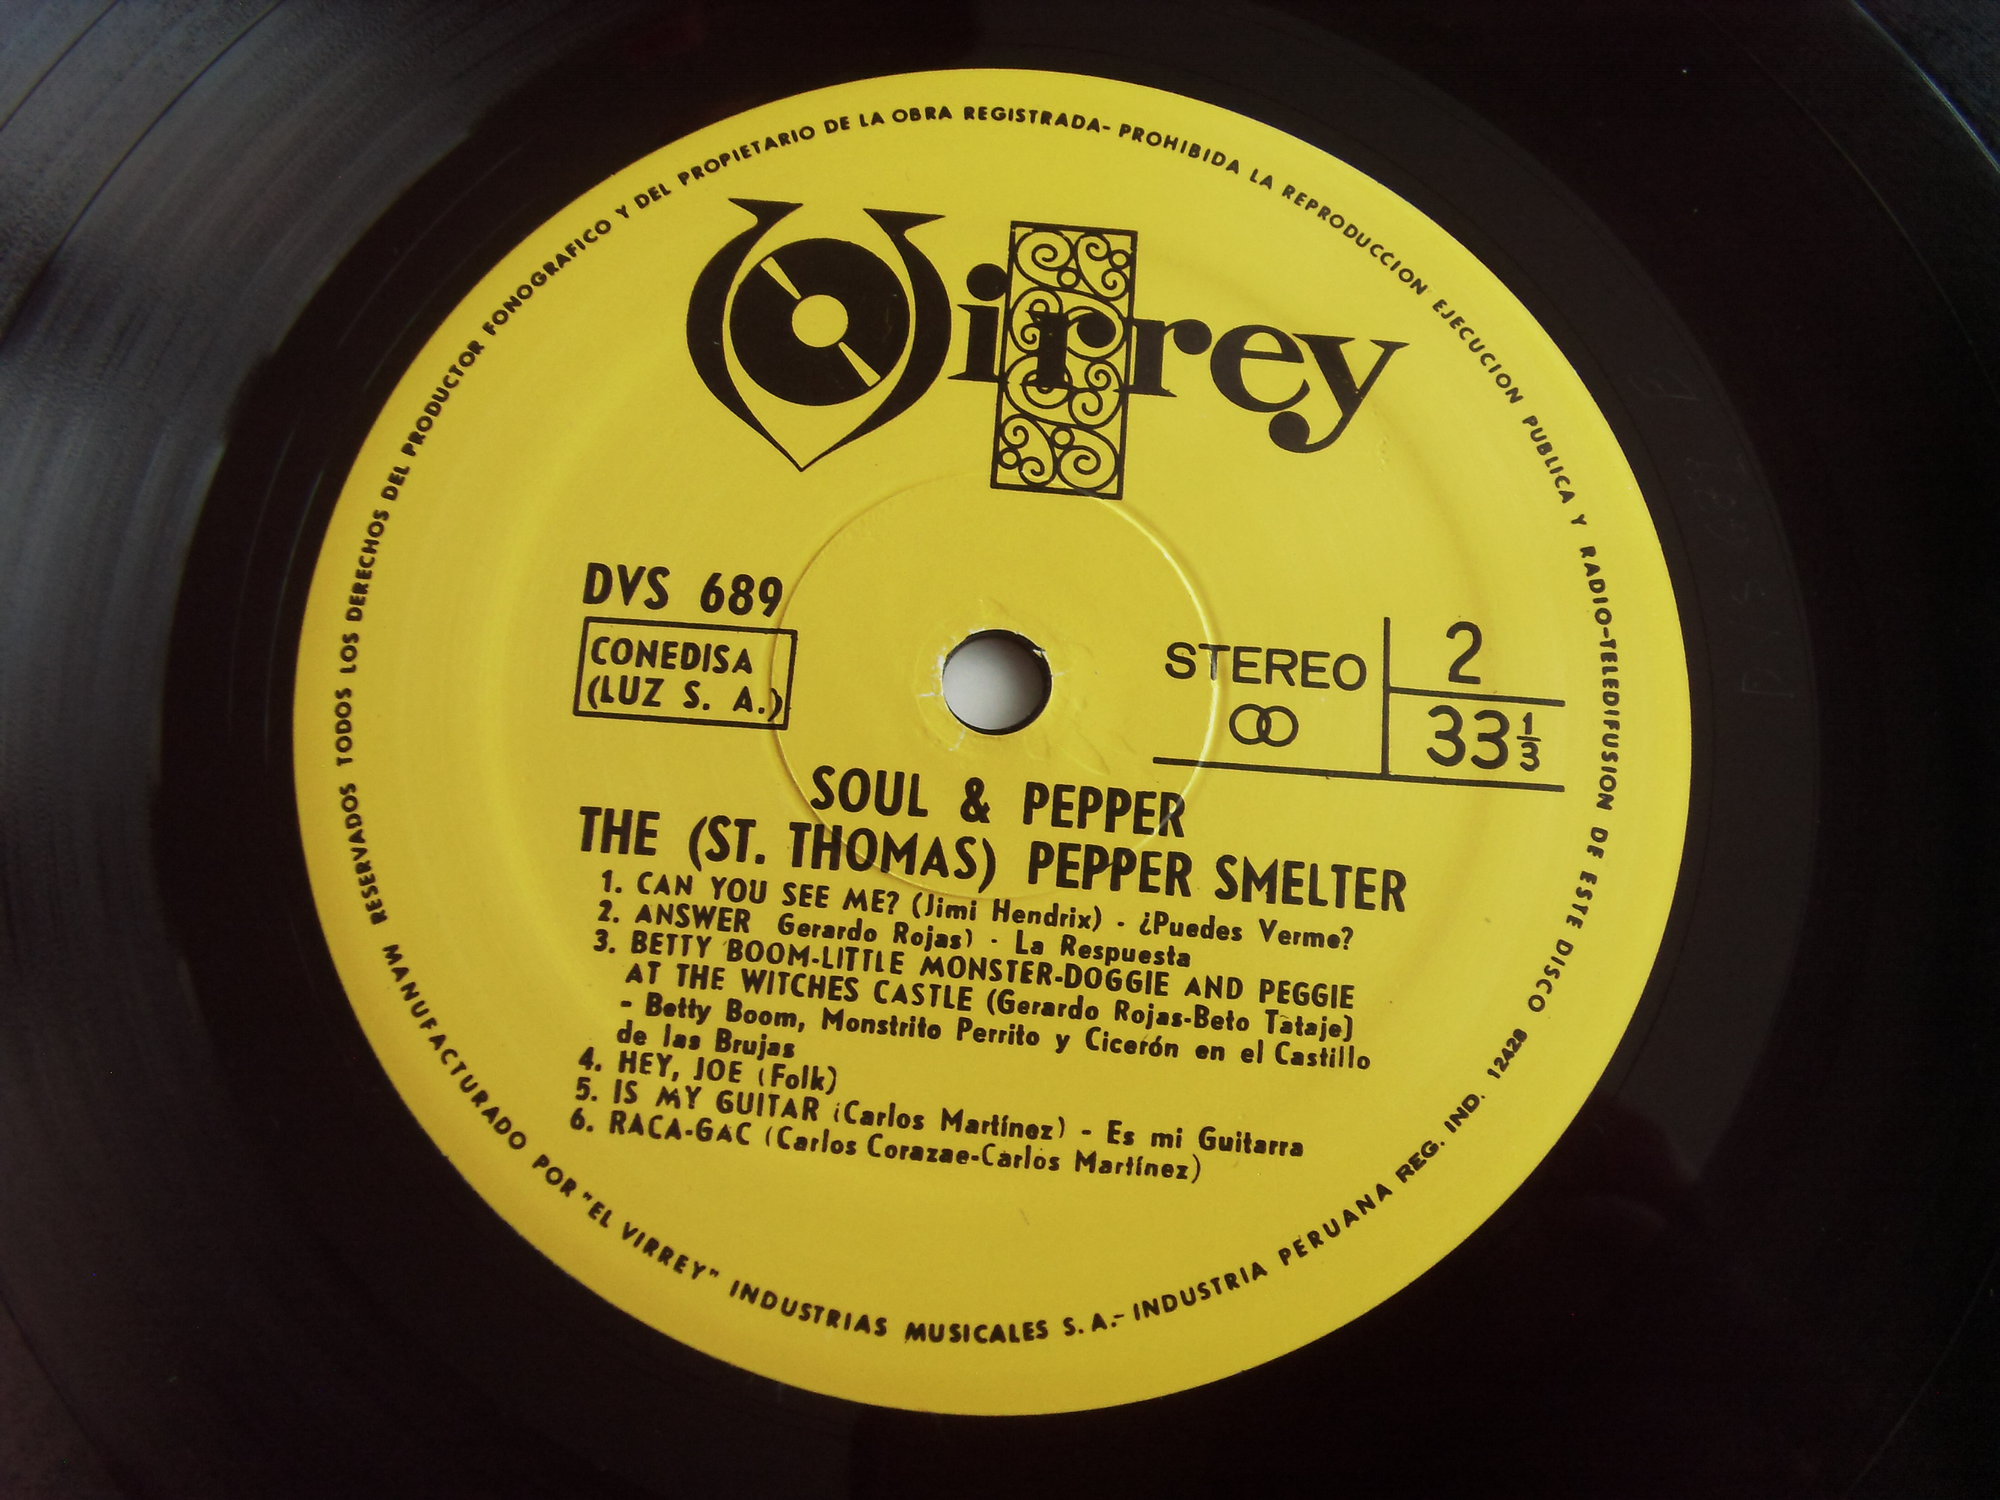 RESERVADOS TODOS LOS DERECHOS DEL PRODUCTOR FONOGRAFICO Y DEL PROPIETARIO DE LA OBRA REGISTRADA- PROHIBIDA LA REPRODUCCION EJECUCION PUBLICA Y RADIO-TELEDIFUSION DE ESTE DISCO
Virrey
DVS 689
CONEDISA
(LUZ S. A.)
STEREO
2
33 1/3
SOUL & PEPPER
THE (ST. THOMAS) PEPPER SMELTER
1. CAN YOU SEE ME? (Jimi Hendrix) - ¿Puedes Verme?
2. ANSWER Gerardo Rojas) - La Respuesta
3. BETTY BOOM-LITTLE MONSTER-DOGGIE AND PEGGIE
AT THE WITCHES CASTLE (Gerardo Rojas-Beto Tataje)
- Betty Boom, Monstrito Perrito y Cicerón en el Castillo
de las Brujas
4. HEY, JOE (Folk)
5. IS MY GUITAR (Carlos Martínez) - Es mi Guitarra
6. RACA-GAC (Carlos Corazae-Carlos Martínez)
MANUFACTURADO POR "EL VIRREY" INDUSTRIAS MUSICALES S. A.- INDUSTRIA PERUANA REG. IND. 12428